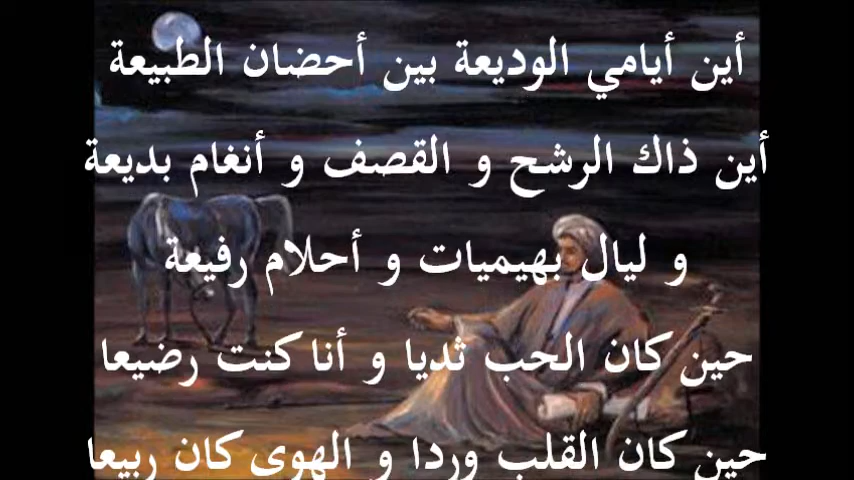 أين أيامي الوديعة بين أحضان الطبيعة
أين ذاك الرشح و القصف و أنغام بديعة
و ليال بهيميات و أحلام رفيعة
حين كان الحب ثديا و أنا كنت رضيعا
حين كان القلب وردا و الهوى كان ربيعا